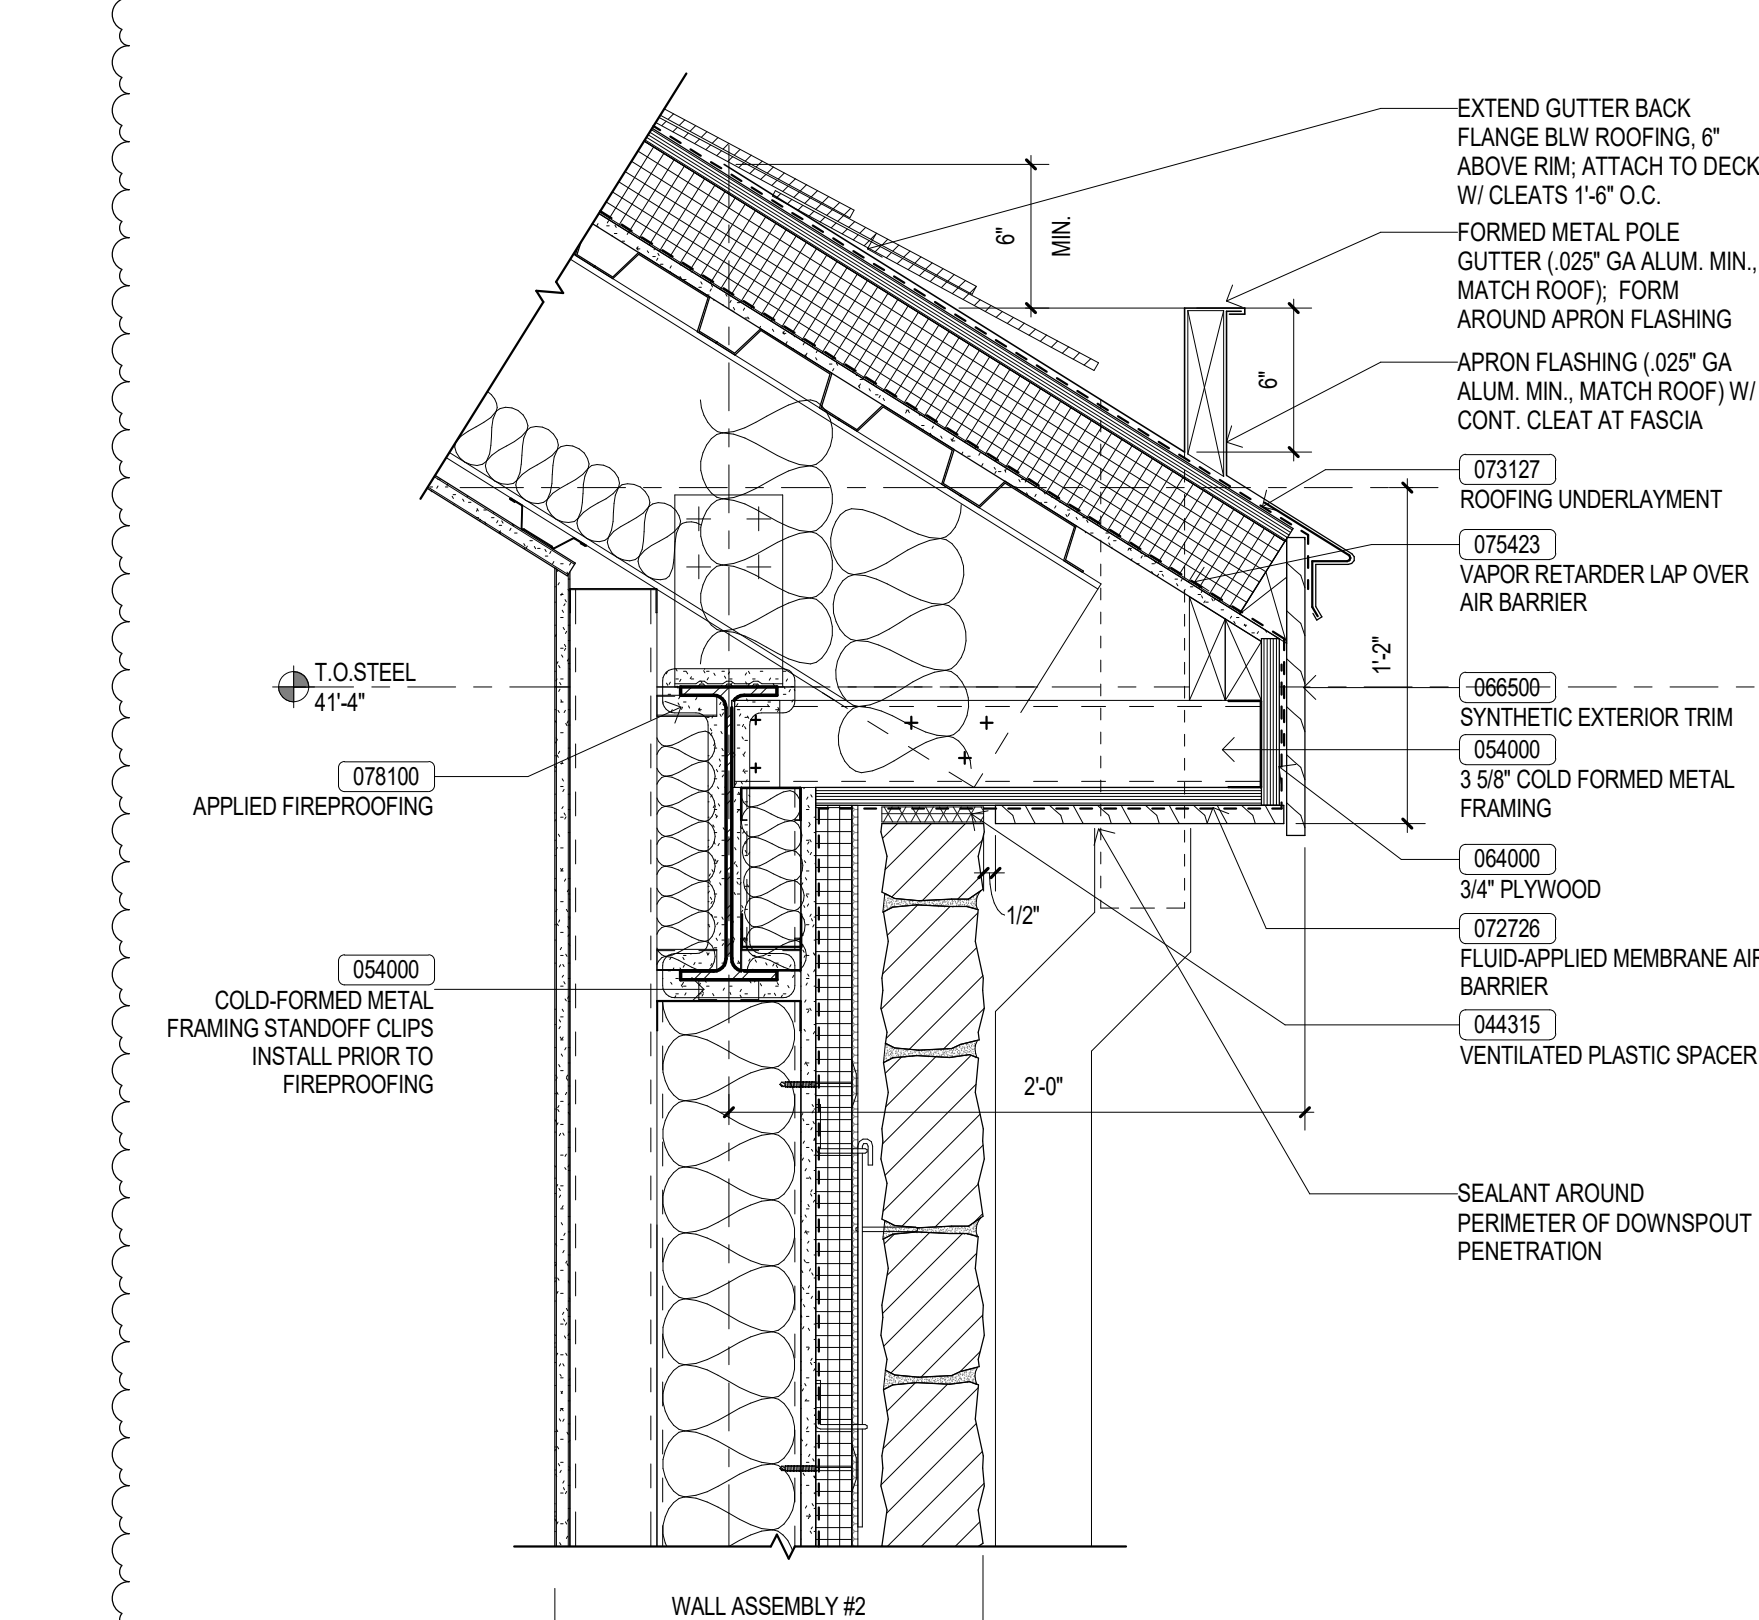 EXTEND GUTTER BACK
FLANGE BLW ROOFING, 6"
ABOVE RIM; ATTACH TO DECK
W/ CLEATS 1'-6" O.C.
FORMED METAL POLE
GUTTER (.025" GA ALUM. MIN.,
MATCH ROOF); FORM
AROUND APRON FLASHING
APRON FLASHING (.025" GA
ALUM. MIN., MATCH ROOF) W/
CONT. CLEAT AT FASCIA
073127
ROOFING UNDERLAYMENT
075423
VAPOR RETARDER LAP OVER
AIR BARRIER
066500
SYNTHETIC EXTERIOR TRIM
054000
3 5/8" COLD FORMED METAL
FRAMING
064000
3/4" PLYWOOD
072726
FLUID-APPLIED MEMBRANE AIR
BARRIER
044315
VENTILATED PLASTIC SPACER
SEALANT AROUND
PERIMETER OF DOWNSPOUT
PENETRATION
6"
MIN.
6"
1'-2"
1/2"
2'-0"
T.O.STEEL
41'-4"
078100
APPLIED FIREPROOFING
054000
COLD-FORMED METAL
FRAMING STANDOFF CLIPS
INSTALL PRIOR TO
FIREPROOFING
WALL ASSEMBLY #2